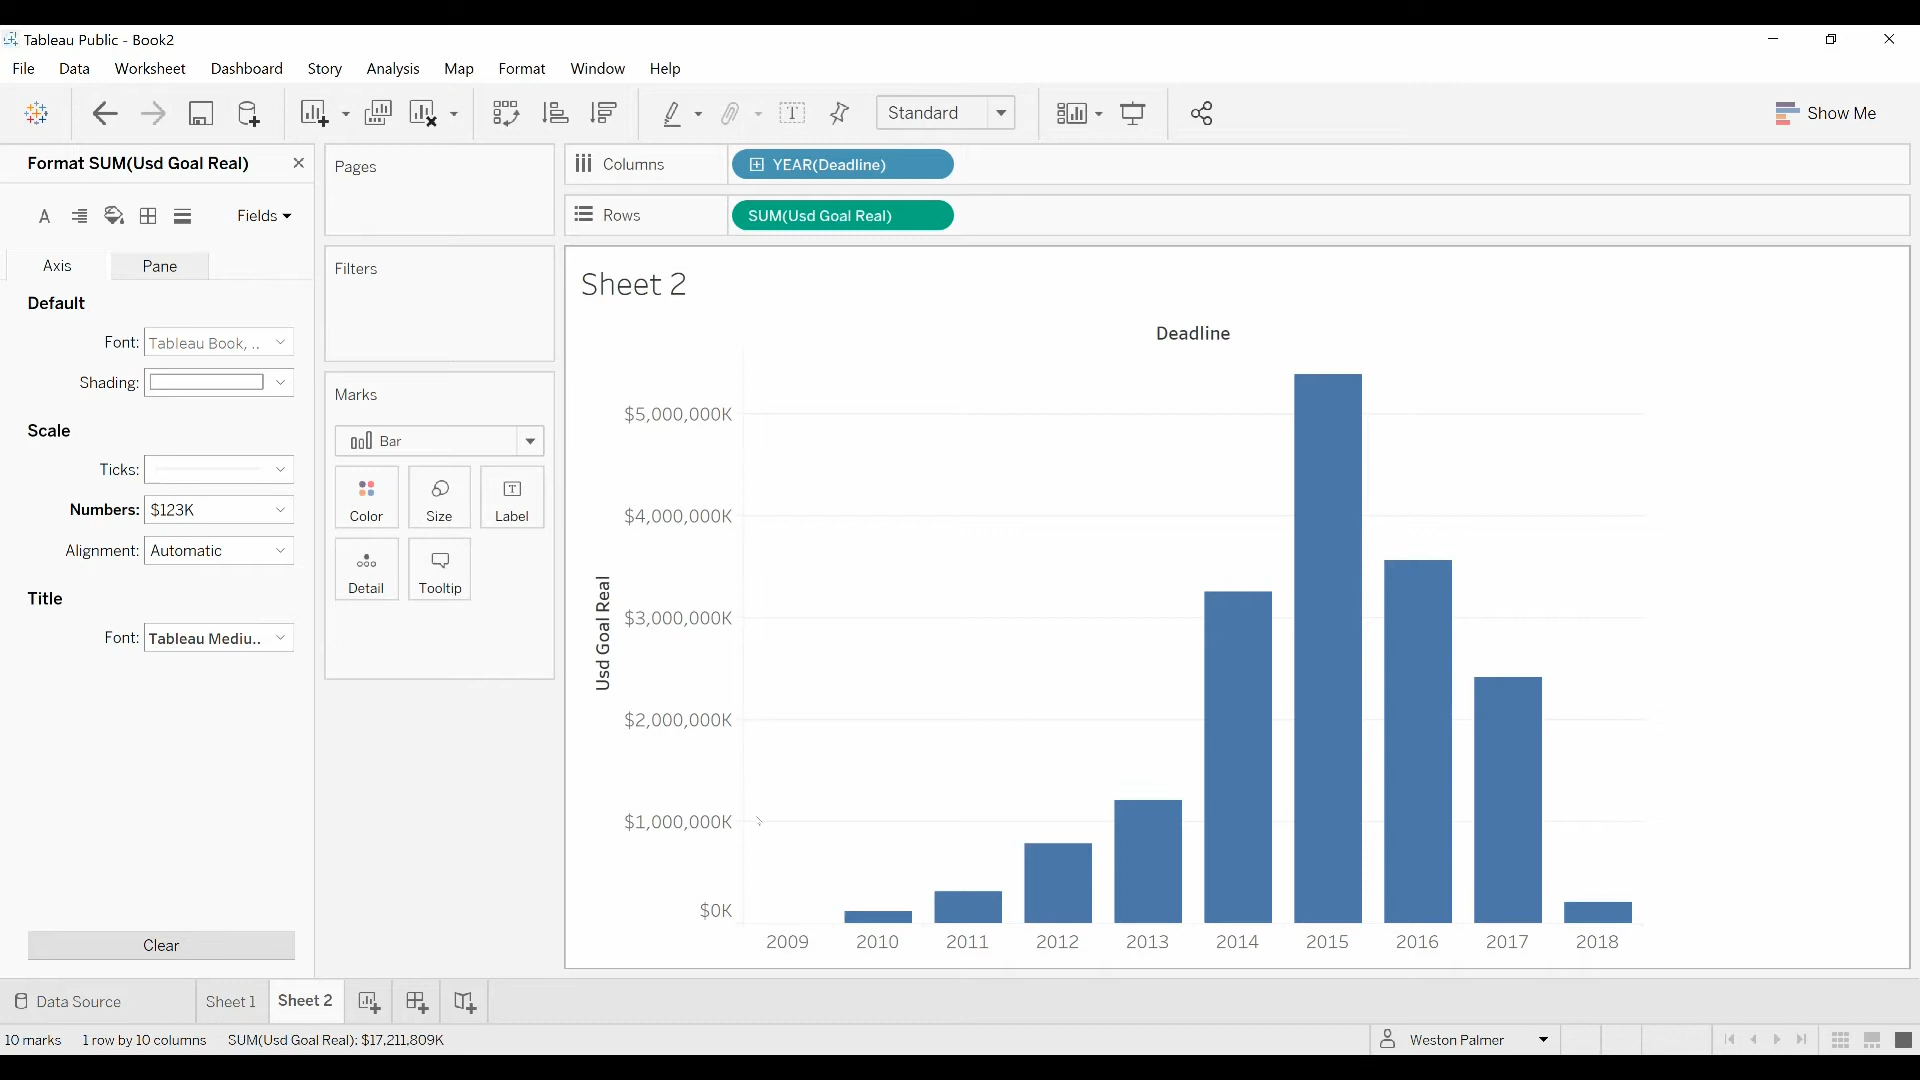 Tableau Public - Book2
File Data Worksheet Dashboard Story Analysis Map Format Window Help
Standard
Show Me
Format SUM(Usd Goal Real)
Fields
Axis Pane
Default
Font: Tableau Book, ..
Shading:
Scale
Ticks:
Numbers: $123K
Alignment: Automatic
Title
Font: Tableau Mediu..
Clear
Pages
Filters
Marks
Bar
Color Size Label
Detail Tooltip
Columns YEAR(Deadline)
Rows SUM(Usd Goal Real)
Sheet 2
Deadline
Usd Goal Real
$5,000,000K
$4,000,000K
$3,000,000K
$2,000,000K
$1,000,000K
$0K
2009 2010 2011 2012 2013 2014 2015 2016 2017 2018
Data Source Sheet 1 Sheet 2
10 marks 1 row by 10 columns SUM(Usd Goal Real): $17,211,809K
Weston Palmer